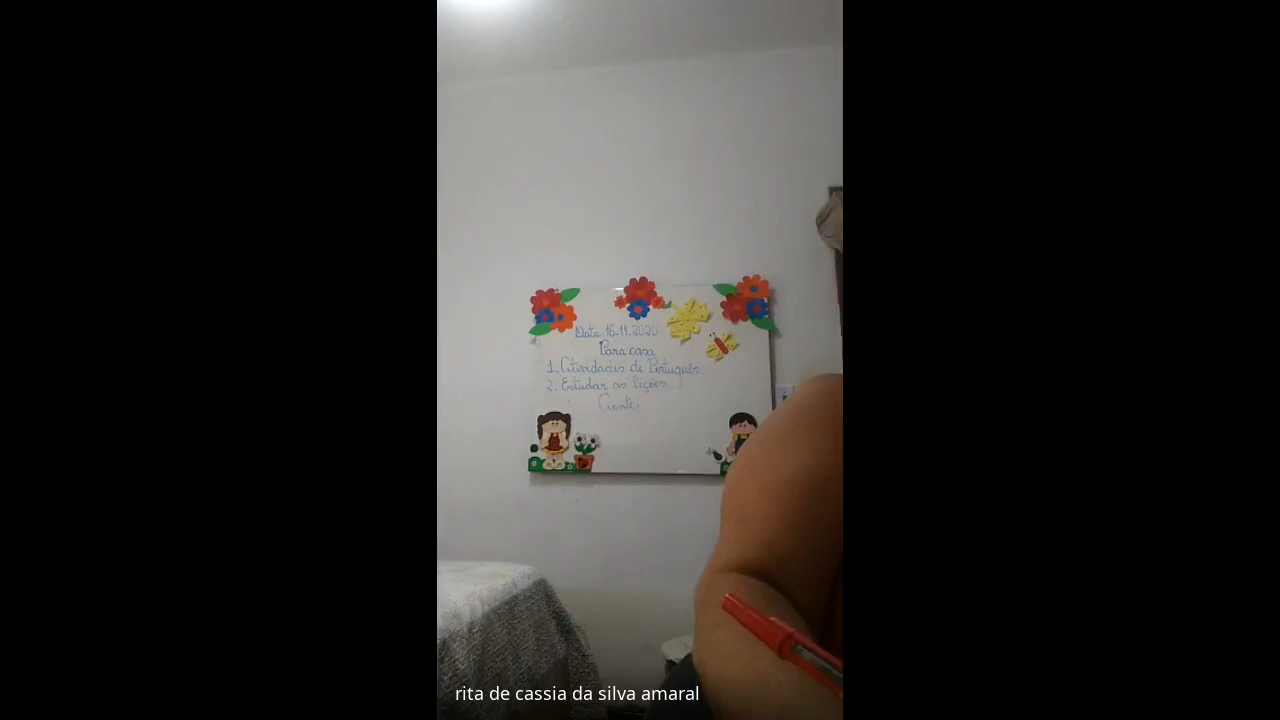 Data: 16.11.2020
Para casa
1. Atividades de Português
2. Estudar as lições
Ciente:
rita de cassia da silva amaral